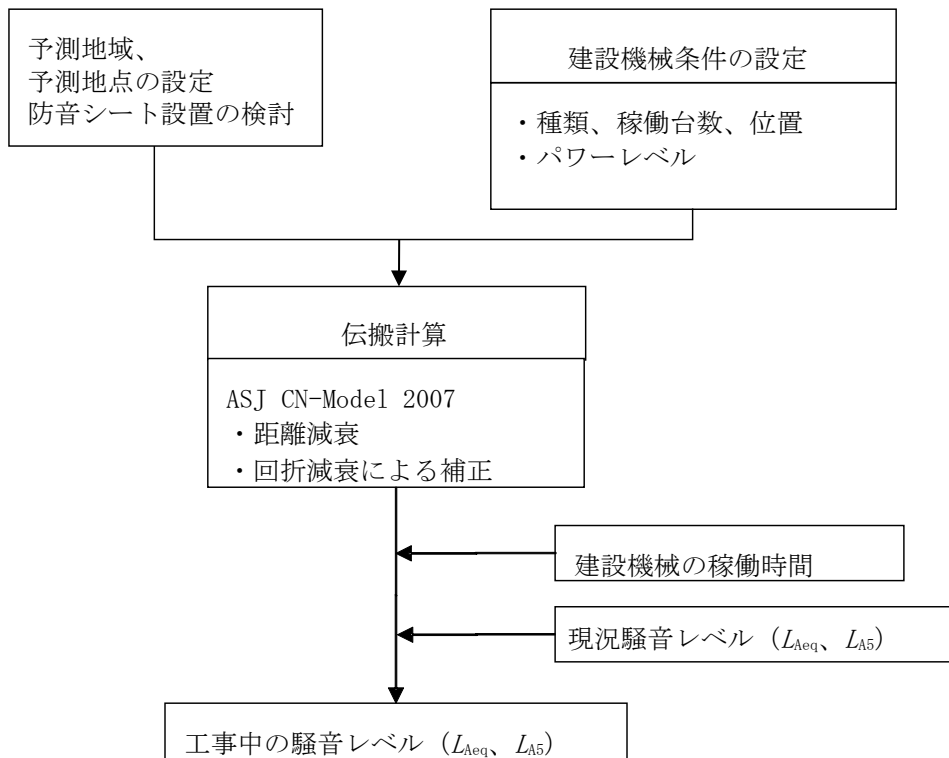 予測地域、
予測地点の設定
防音シート設置の検討
建設機械条件の設定
・種類、稼働台数、位置
・パワーレベル
伝搬計算
ASJ CN-Model 2007
・距離減衰
・回折減衰による補正
建設機械の稼働時間
現況騒音レベル（LAeq、LA5）
工事中の騒音レベル（LAeq、LA5）